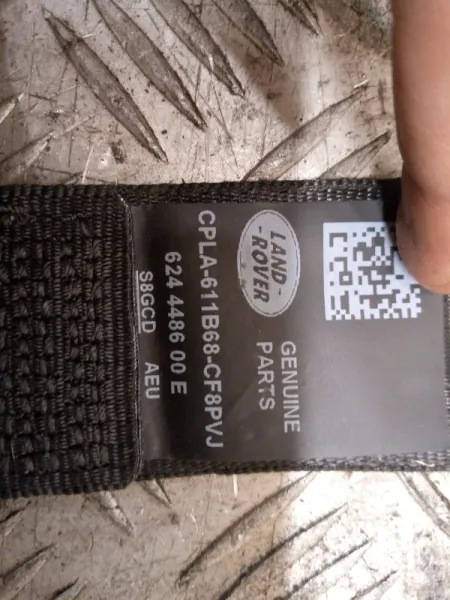 LAND-
-ROVER
GENUINE
PARTS
CPLA-611B68-CF8PVJ
624 4486 00 E
S8GCD AEU